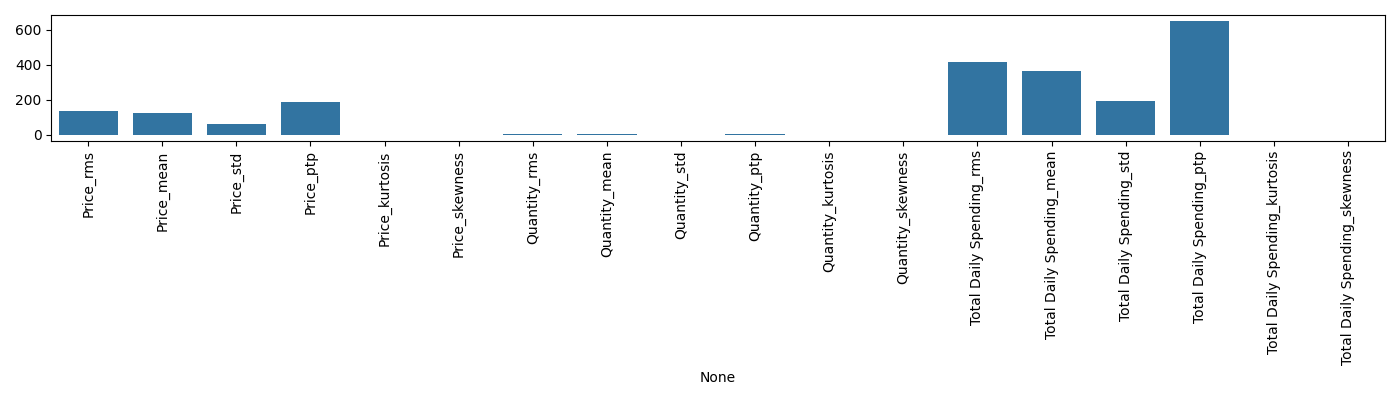 600
400
200
0
Price_rms
Price_mean
Price_std
Price_ptp
Price_kurtosis
Price_skewness
Quantity_rms
Quantity_mean
Quantity_std
Quantity_ptp
Quantity_kurtosis
Quantity_skewness
Total Daily Spending_rms
Total Daily Spending_mean
Total Daily Spending_std
Total Daily Spending_ptp
Total Daily Spending_kurtosis
Total Daily Spending_skewness
None